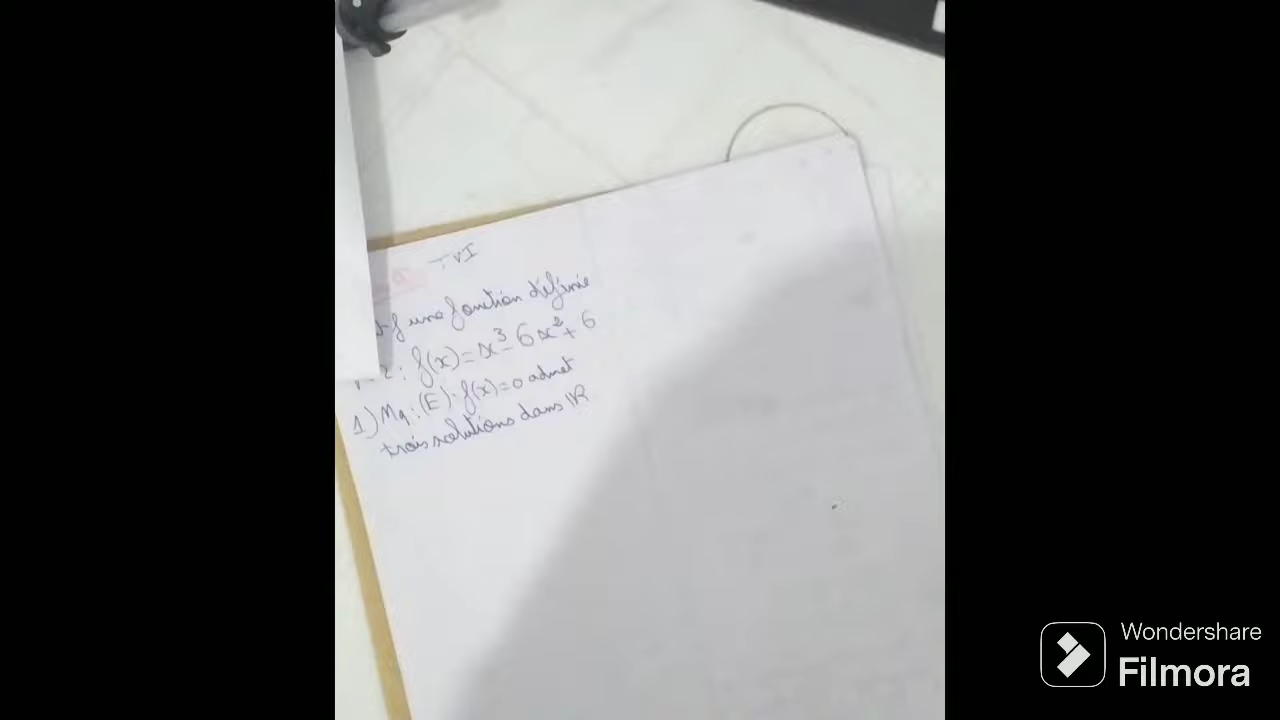 TVI
f une fonction définie
f(x) = x³ - 6x² + 6
1) Mq : (E) : f(x) = 0 admet
trois solutions dans IR
Wondershare
Filmora